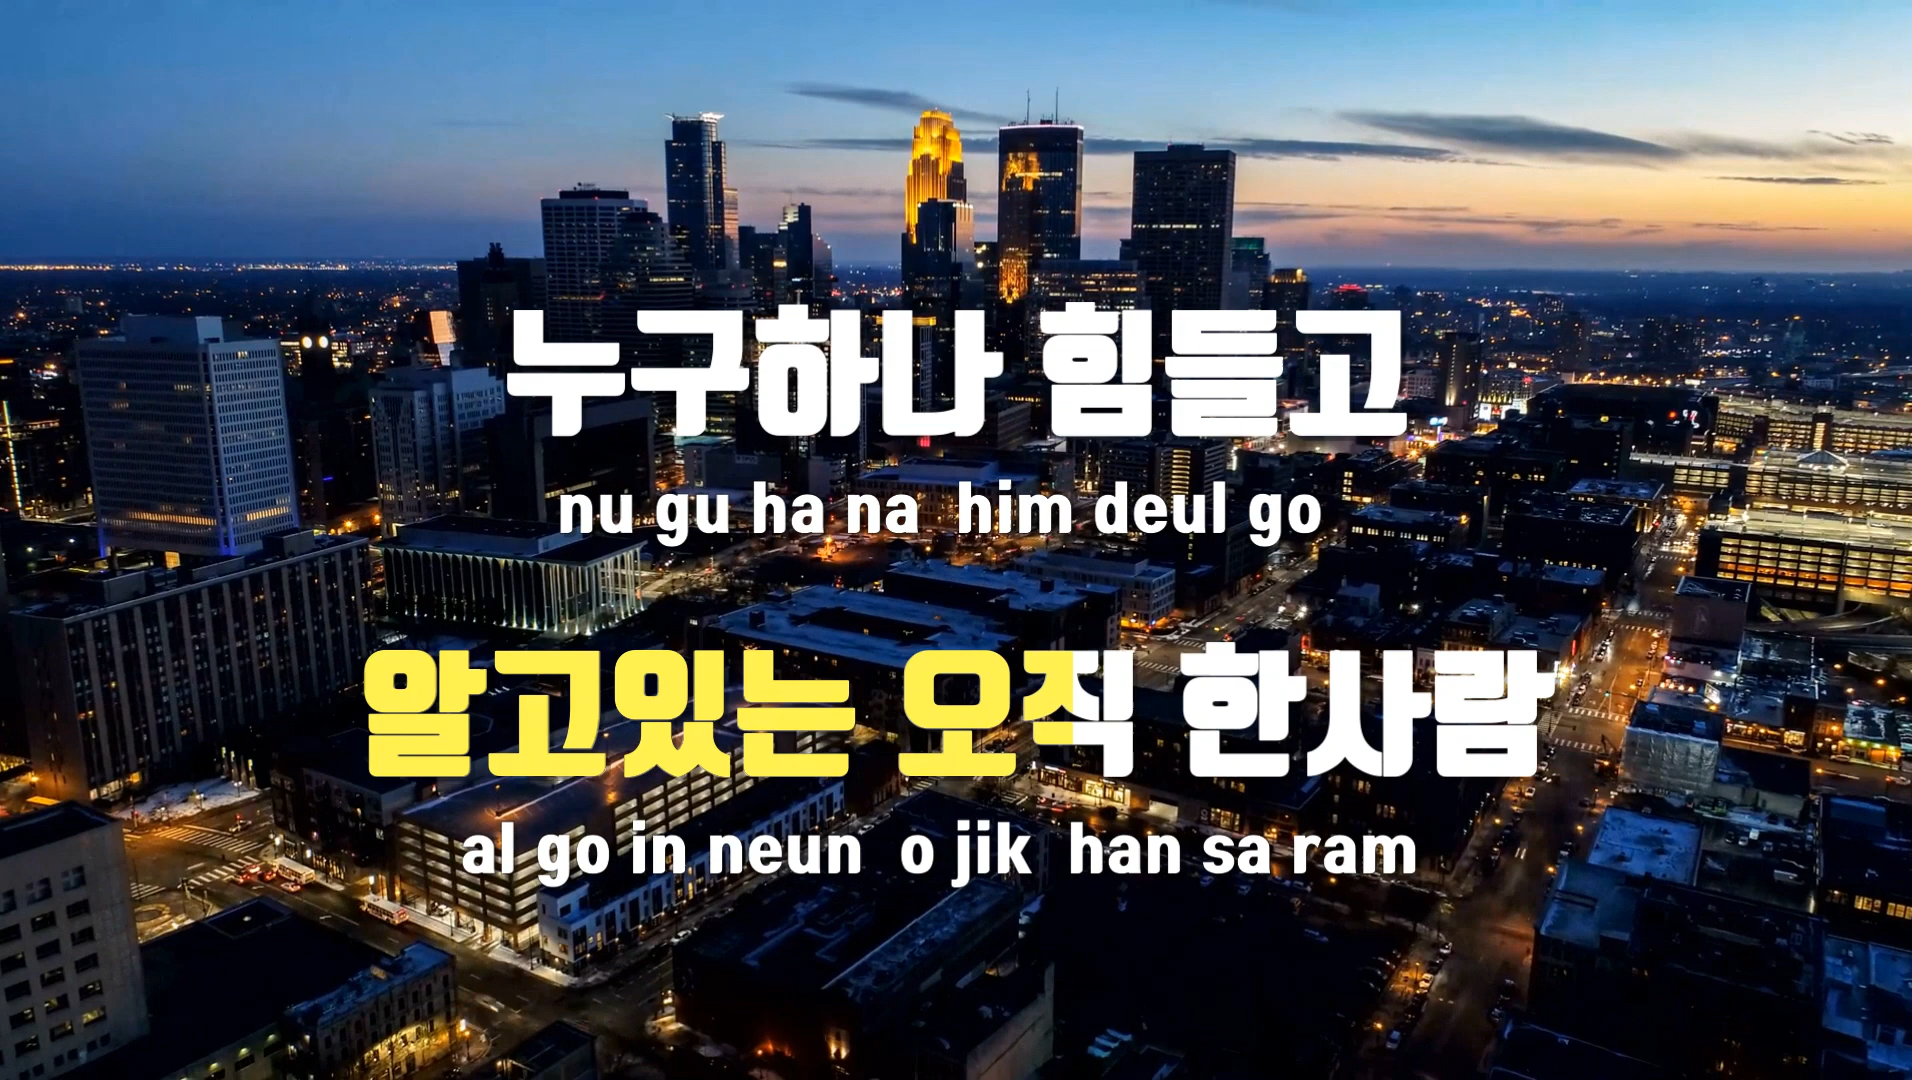 누구하나 힘들고
nu gu ha na him deul go
알고있는 오직 한사람
al go in neun o jik han sa ram